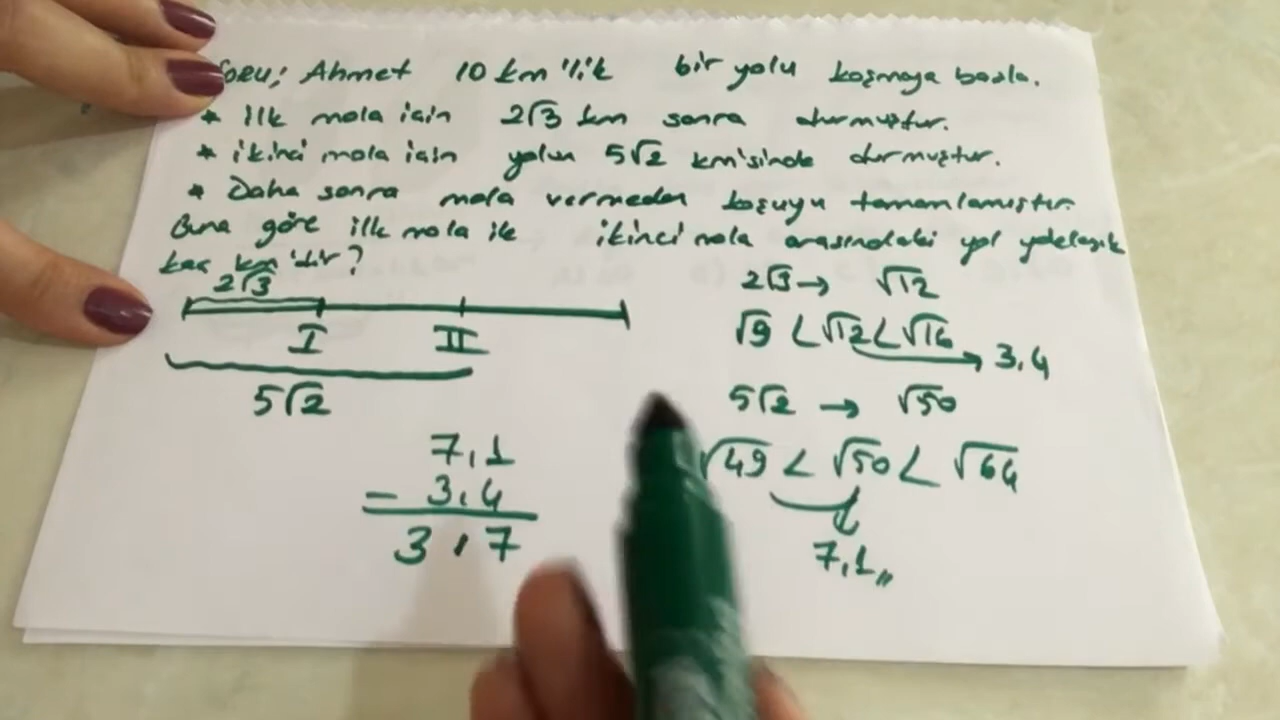 Soru; Ahmet 10 km'lik bir yolu koşmaya başla.
* İlk mola için 2√3 km sonra durmuştur.
* ikinci mola için yolun 5√2 km'sinde durmuştur.
* Daha sonra mola vermeden koşuyu tamamlamıştır.
Buna göre ilk mola ile ikinci mola arasındaki yol yaklaşık
kaç km'dir?
2√3
I II
5√2
7,1
- 3,4
3,7
2√3 → √12
√9 < √12 < √16
3,4
5√2 → √50
√49 < √50 < √64
7,1,,